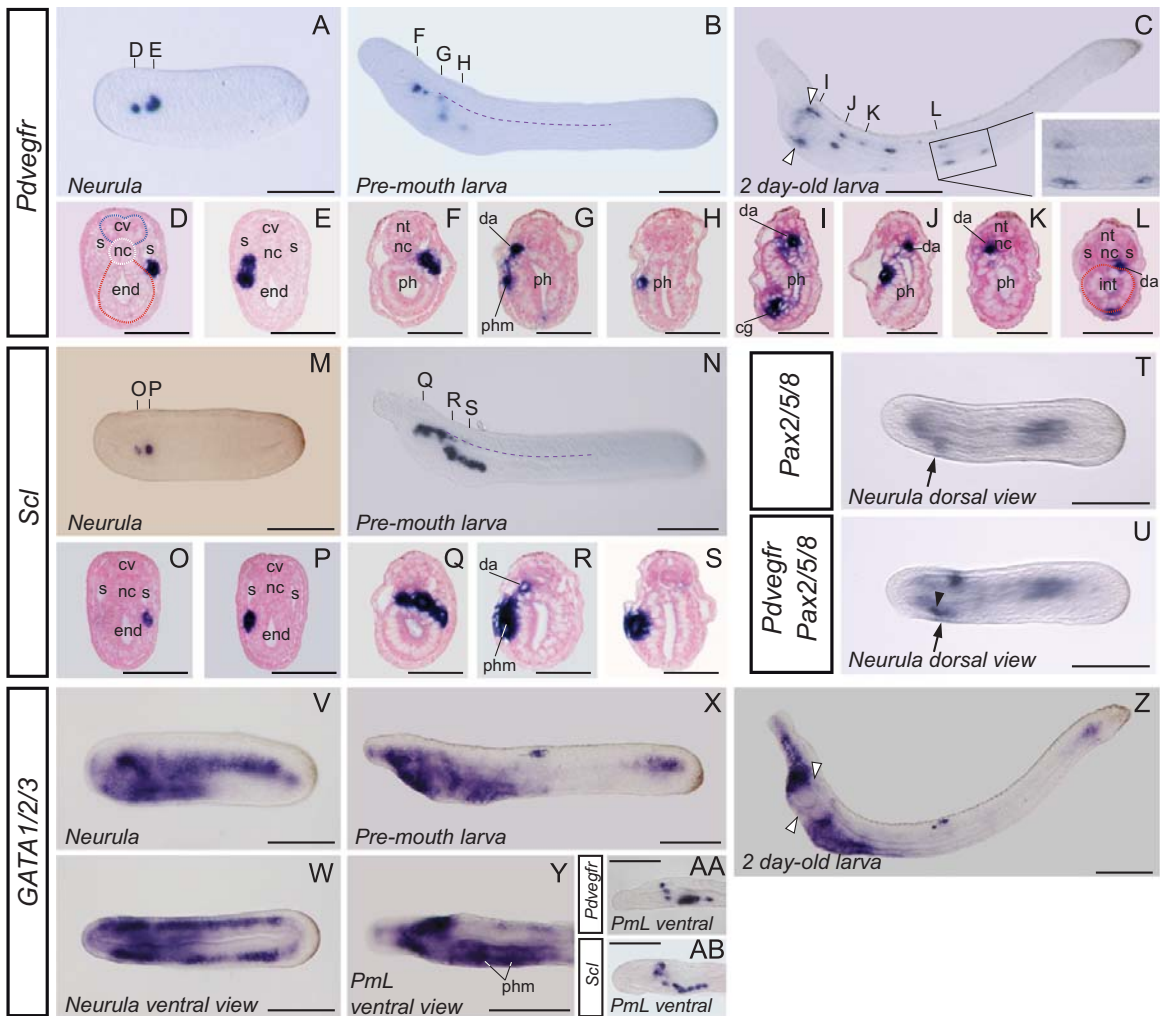 Pdvegfr
A
D E
Neurula
B
F
G
H
Pre-mouth larva
C
I
J
K
L
2 day-old larva
D
cv
s
nc
s
end
E
cv
s
nc
s
end
F
nt
nc
ph
G
da
phm
H
ph
I
da
ph
cg
J
da
ph
K
da
nt
nc
ph
L
nt
s nc s
da
int
Scl
M
O P
Neurula
N
Q
R
S
Pre-mouth larva
O
cv
s nc s
end
P
cv
s nc s
end
Q
R
da
phm
S
Pax2/5/8
T
Neurula dorsal view
Pdvegfr
Pax2/5/8
U
Neurula dorsal view
GATA1/2/3
V
Neurula
X
Pre-mouth larva
Z
2 day-old larva
W
Neurula ventral view
Y
phm
PmL
ventral view
Pdvegfr
AA
PmL ventral
Scl
AB
PmL ventral